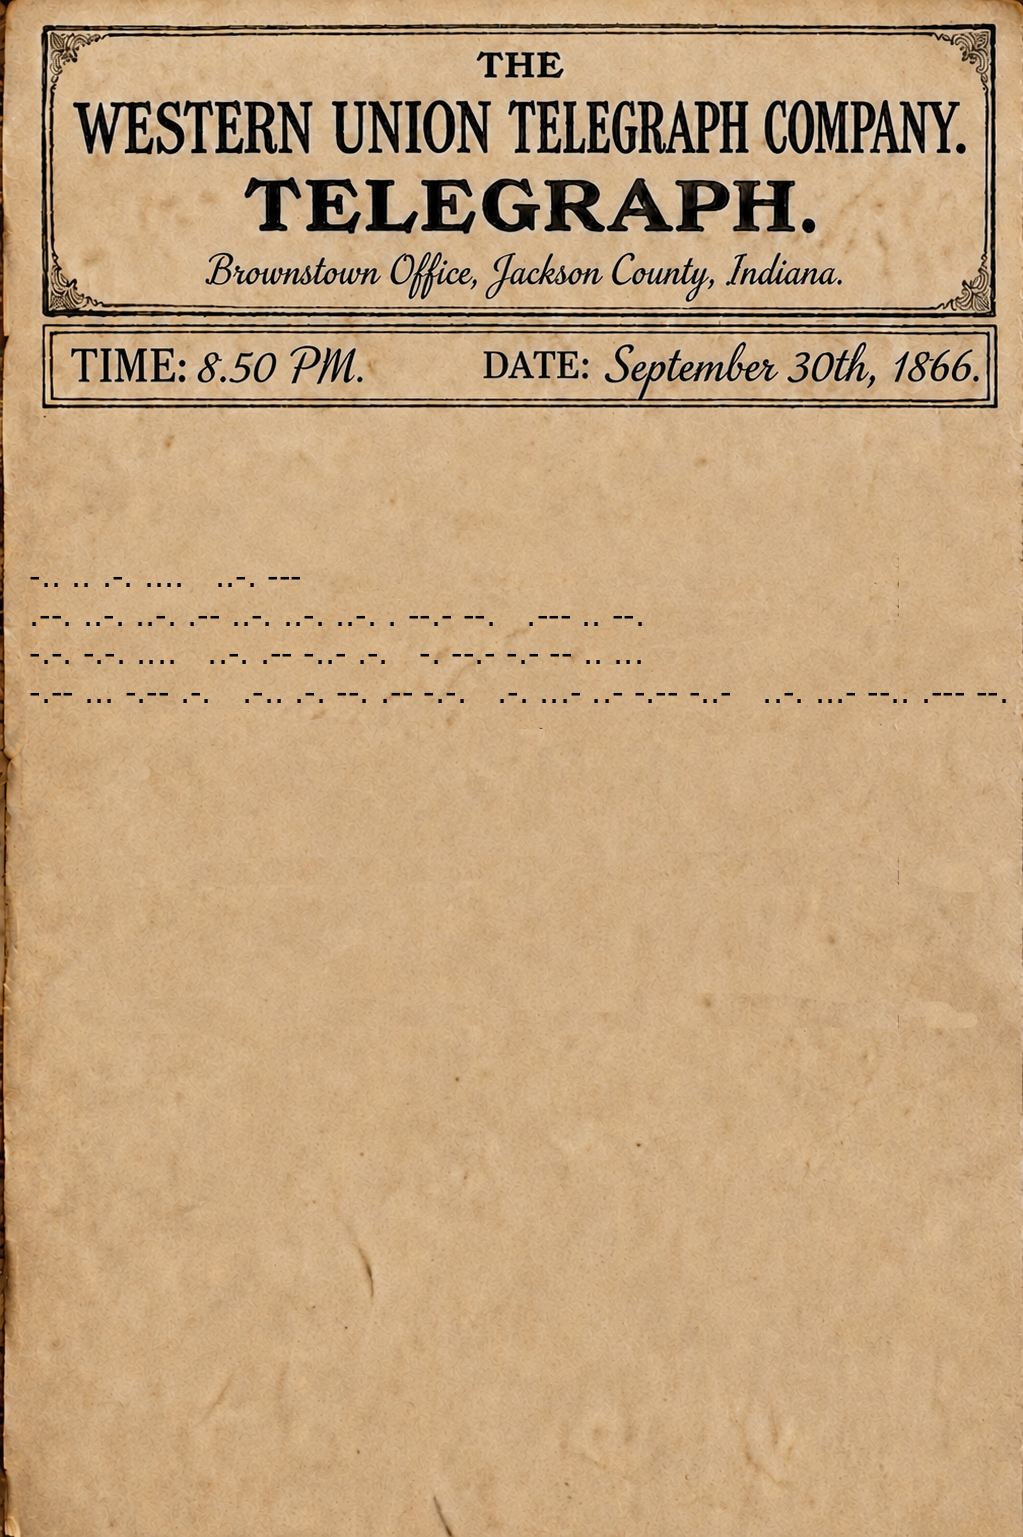 THE
WESTERN UNION TELEGRAPH COMPANY.
TELEGRAPH.
Brownstown Office, Jackson County, Indiana.
TIME: 8.50 PM. DATE: September 30th, 1866.
-.. .. .-. .... ..-. ---
.--. ..-. ..-. .-- ..-. ..-. ..-. . --.- --. .--- .. --.
-.-. -.-. .... ..-. .-- -..- .-. -. --.- -.- -- .. ...
-.-- ... -.-- .-. .-.. .-. --. .-- -.-. .-. ...- ..- -.-- -..- ..-. ...- --.. .--- --.